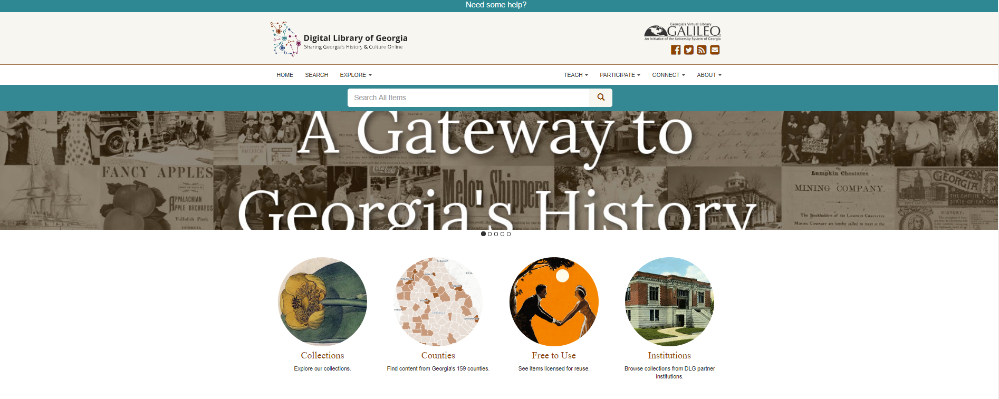 Need some help?
Digital Library of Georgia
Sharing Georgia's History & Culture Online
Georgia's Virtual Library
GALILEO
An Initiative of the University System of Georgia
HOME SEARCH EXPLORE TEACH PARTICIPATE CONNECT ABOUT
Search All Items
A Gateway to
Georgia's History
FANCY APPLES
APPALACHIAN
APPLE ORCHARDS
Tallulah Park
GEORGIA
Coca-Cola
Melon Shippers.
Lumpkin Chestatee
MINING COMPANY.
The Stockholders of the Lumpkin Chestatee
Mining Company are hereby called to meet at the
GEORGIA
THE EMPIRE
STATE OF THE SOUTH
HISTORY.
ATLANTA
GEORGIA
SAVANNAH
Collections
Explore our collections.
Counties
Find content from Georgia's 159 counties.
Free to Use
See items licensed for reuse.
Institutions
Browse collections from DLG partner
institutions.